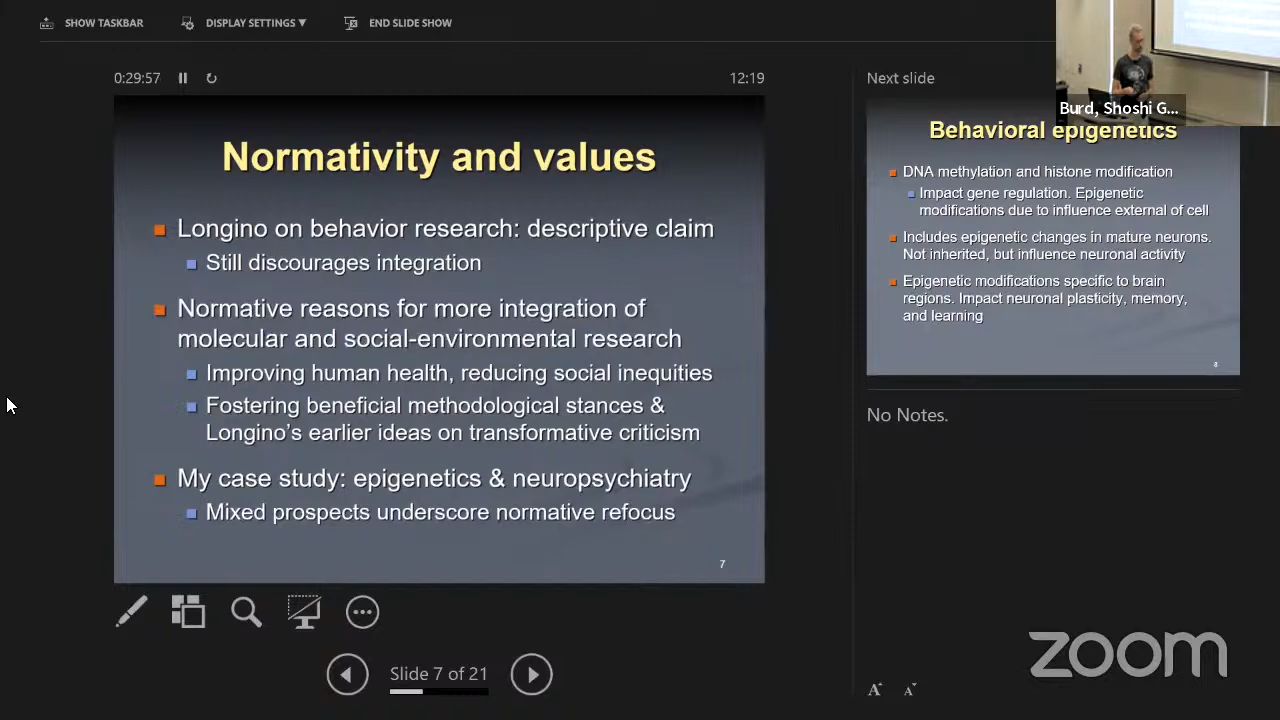 SHOW TASKBAR
DISPLAY SETTINGS ▼
END SLIDE SHOW
0:29:57
12:19
Normativity and values
Longino on behavior research: descriptive claim
Still discourages integration
Normative reasons for more integration of
molecular and social-environmental research
Improving human health, reducing social inequities
Fostering beneficial methodological stances &
Longino's earlier ideas on transformative criticism
My case study: epigenetics & neuropsychiatry
Mixed prospects underscore normative refocus
7
Slide 7 of 21
Next slide
Burd, Shoshi G...
Behavioral epigenetics
DNA methylation and histone modification
Impact gene regulation. Epigenetic
modifications due to influence external of cell
Includes epigenetic changes in mature neurons.
Not inherited, but influence neuronal activity
Epigenetic modifications specific to brain
regions. Impact neuronal plasticity, memory,
and learning
8
No Notes.
zoom
A A